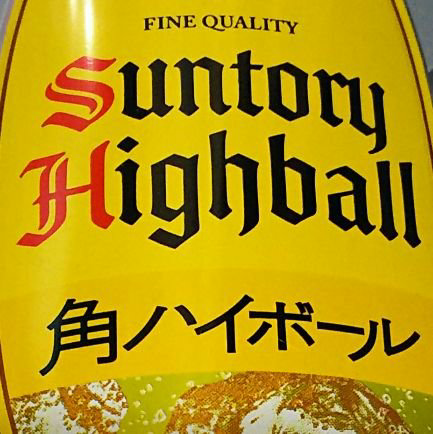 FINE QUALITY
Suntory
Highball
角ハイボール